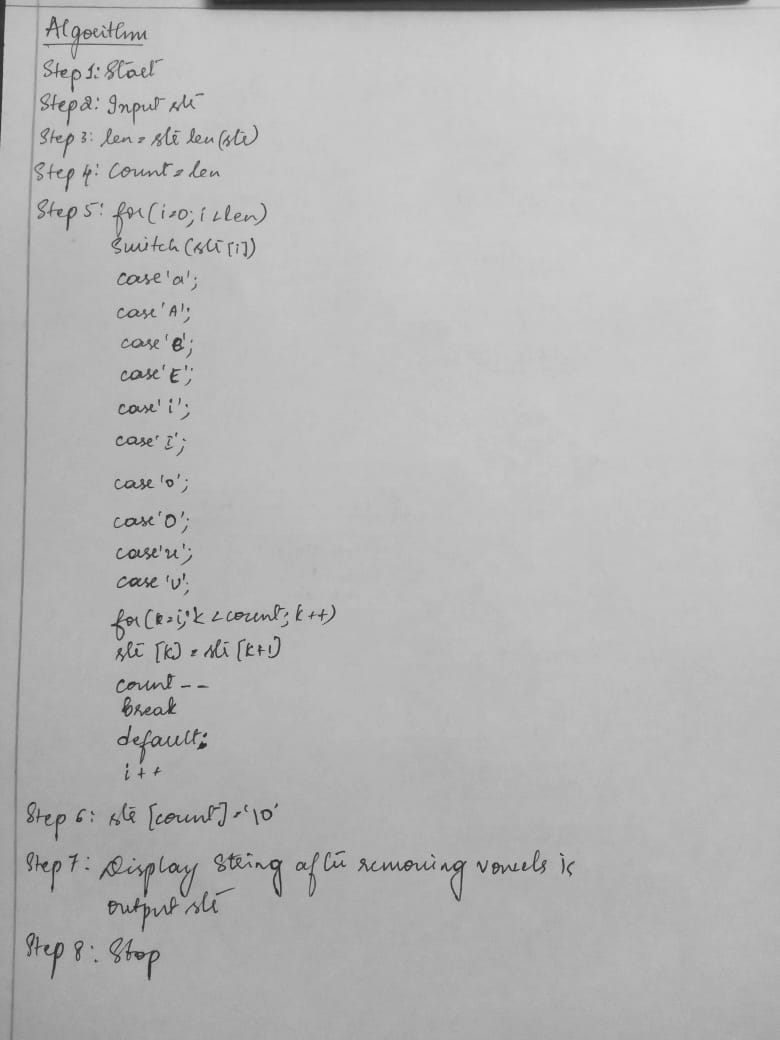 Algorithm
Step 1: Start
Step 2: Input str
Step 3: len = str len(str)
Step 4: Count = len
Step 5: for(i=0; i<len)
Switch(str[i])
case 'a';
case 'A';
case 'e';
case 'E';
case 'i';
case 'I';
case 'o';
case 'O';
case 'u';
case 'U';
for(k=i; k<count; k++)
str [k] = str [k+1]
count --
Break
default:
i++
Step 6: str [count] = '\0'
Step 7: Display String after removing vowels is
output str
Step 8: Stop